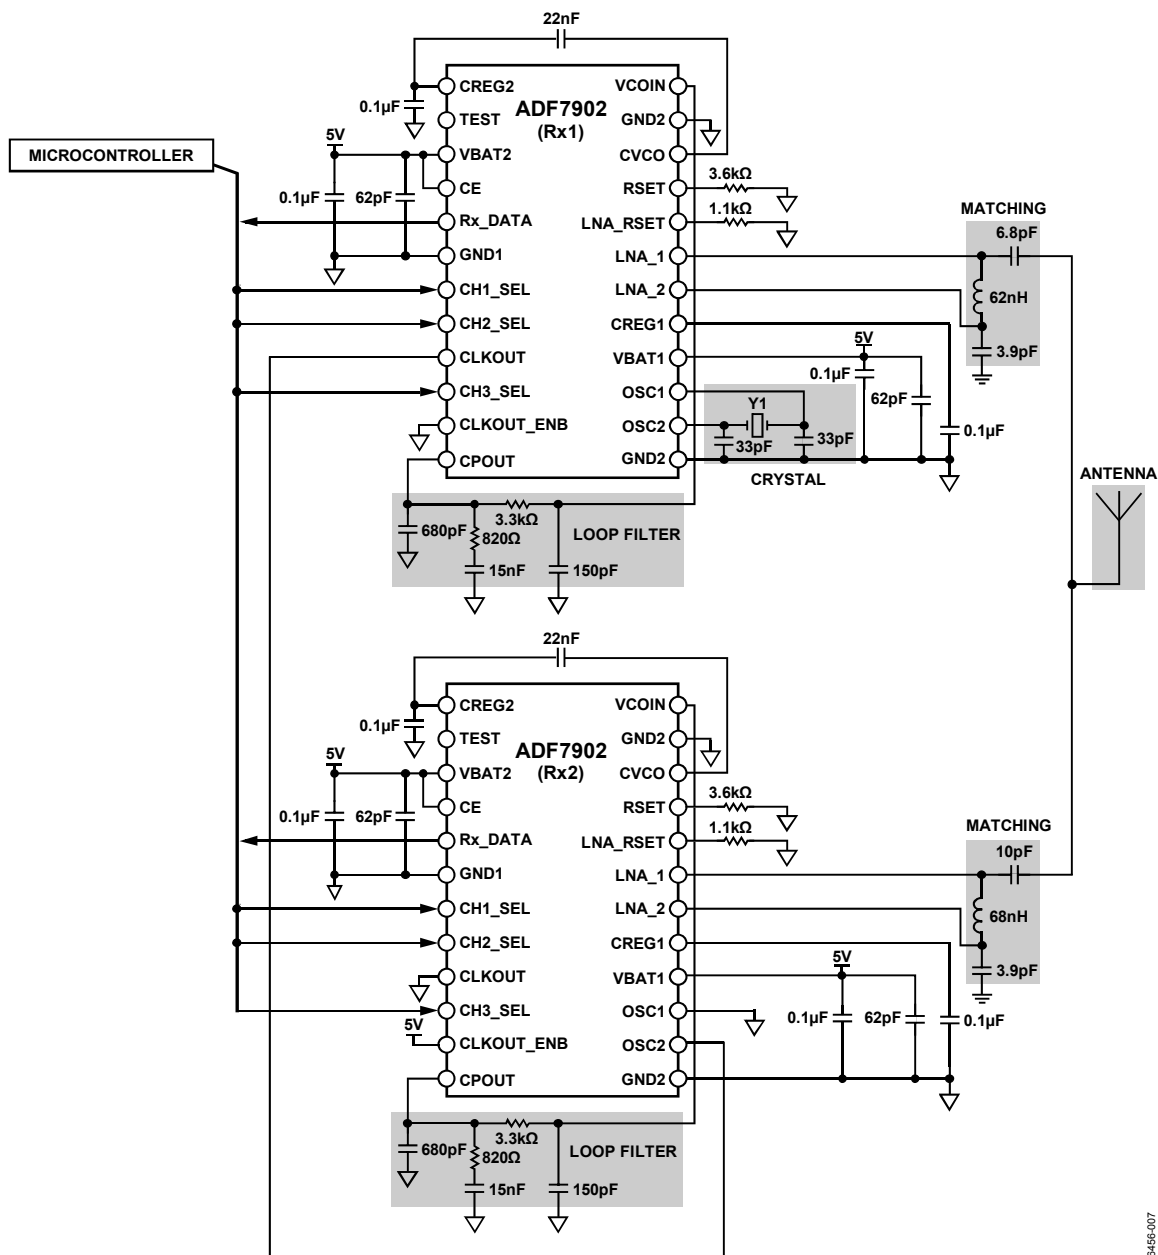 22nF
CREG2
VCOIN
0.1µF
ADF7902
(Rx1)
TEST
GND2
5V
MICROCONTROLLER
VBAT2
CVCO
0.1µF
62pF
CE
RSET
3.6kΩ
Rx_DATA
LNA_RSET
1.1kΩ
MATCHING
6.8pF
GND1
LNA_1
CH1_SEL
LNA_2
62nH
CH2_SEL
CREG1
3.9pF
CLKOUT
VBAT1
5V
0.1µF
CH3_SEL
OSC1
Y1
62pF
CLKOUT_ENB
OSC2
33pF
33pF
0.1µF
CPOUT
GND2
CRYSTAL
ANTENNA
680pF
3.3kΩ
820Ω
LOOP FILTER
15nF
150pF
22nF
CREG2
VCOIN
0.1µF
ADF7902
(Rx2)
TEST
GND2
5V
VBAT2
CVCO
0.1µF
62pF
CE
RSET
3.6kΩ
Rx_DATA
LNA_RSET
1.1kΩ
MATCHING
10pF
GND1
LNA_1
CH1_SEL
LNA_2
68nH
CH2_SEL
CREG1
3.9pF
CLKOUT
VBAT1
5V
CH3_SEL
OSC1
0.1µF
62pF
0.1µF
5V
CLKOUT_ENB
OSC2
CPOUT
GND2
680pF
3.3kΩ
820Ω
LOOP FILTER
15nF
150pF
6456-007